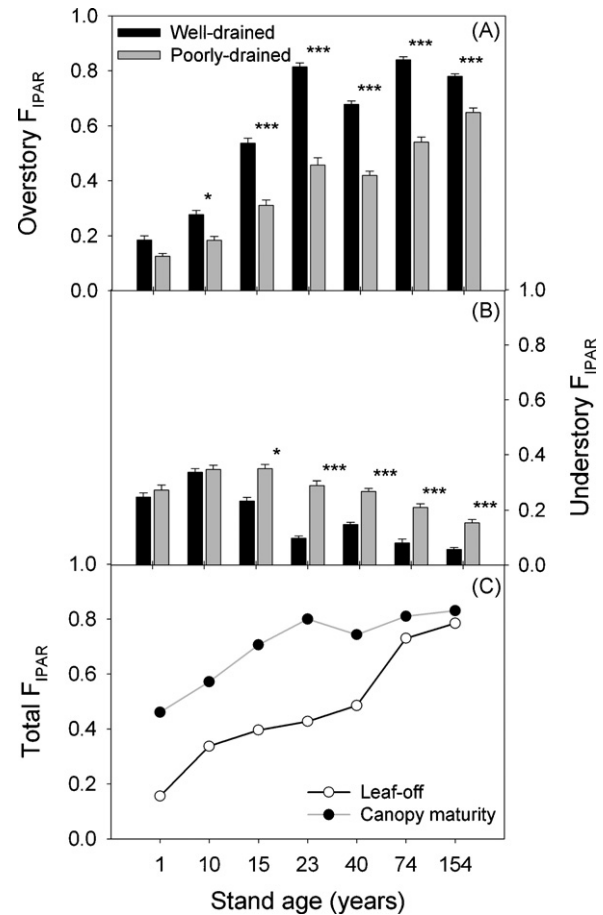 1.0
0.8
0.6
0.4
0.2
0.0
Overstory F_IPAR
Well-drained
Poorly-drained
(A)
*
***
***
***
***
***
(B)
1.0
0.8
0.6
0.4
0.2
0.0
Understory F_IPAR
*
***
***
***
***
(C)
1.0
0.8
0.6
0.4
0.2
0.0
Total F_IPAR
Leaf-off
Canopy maturity
1 10 15 23 40 74 154
Stand age (years)